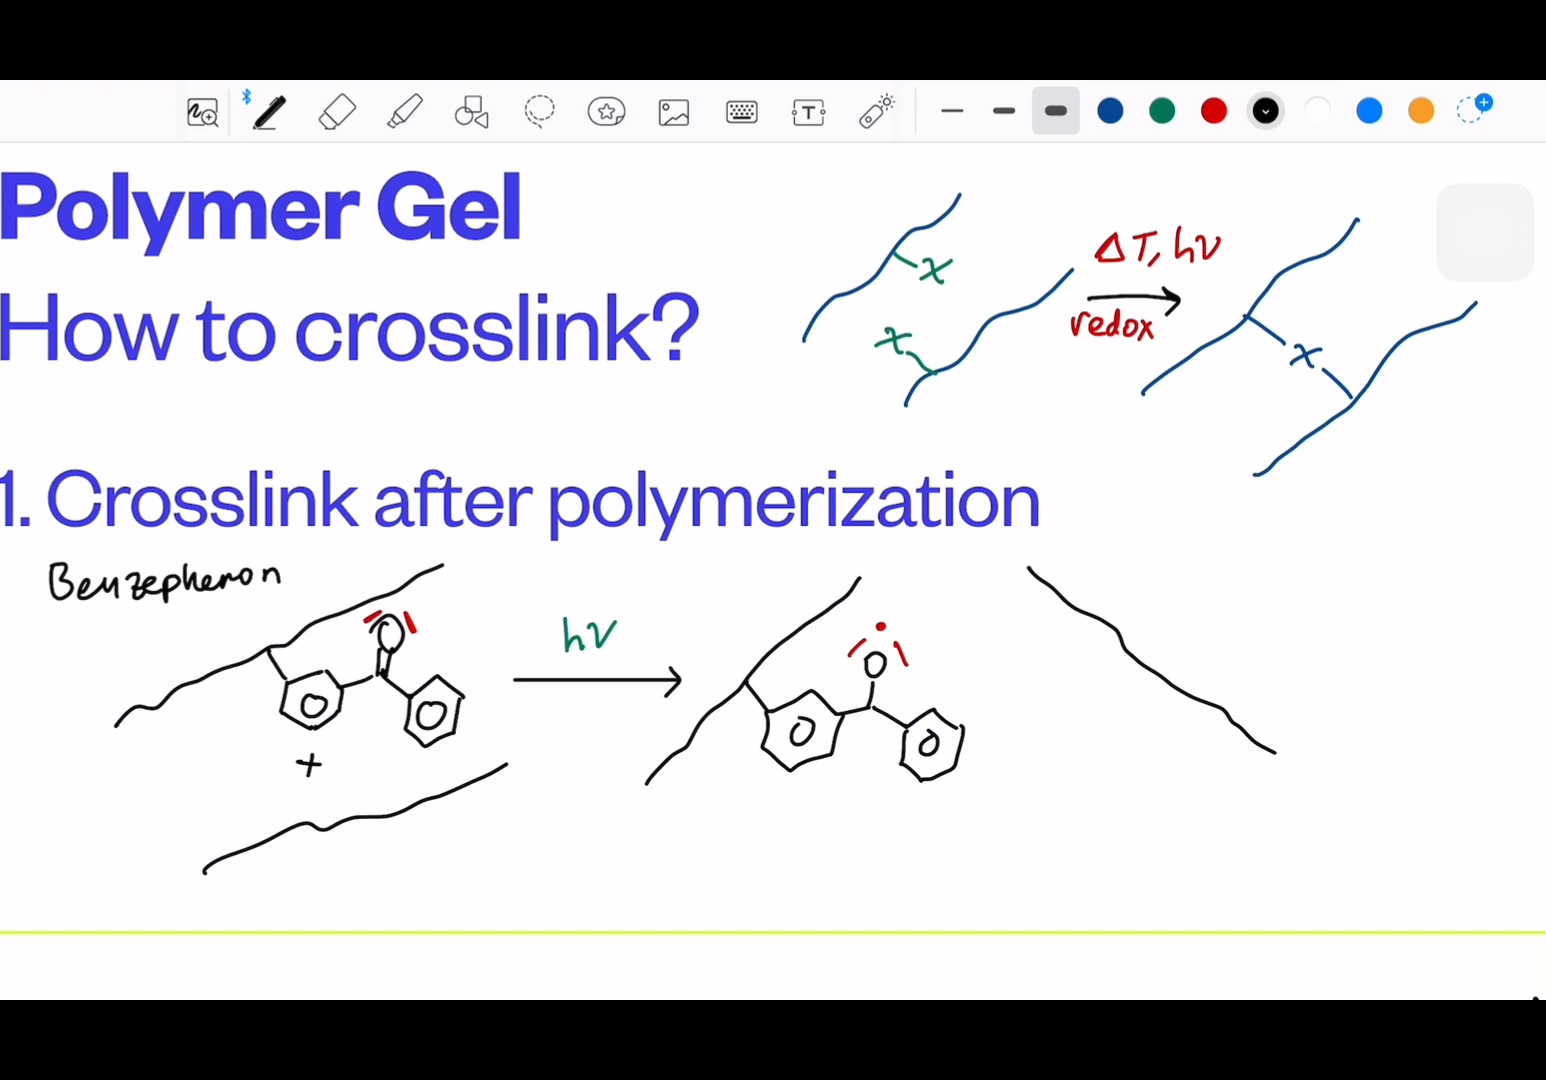 Polymer Gel
How to crosslink?
x
x
ΔT, hν
redox
x
1. Crosslink after polymerization
Benzepheron
O
hν
O
+